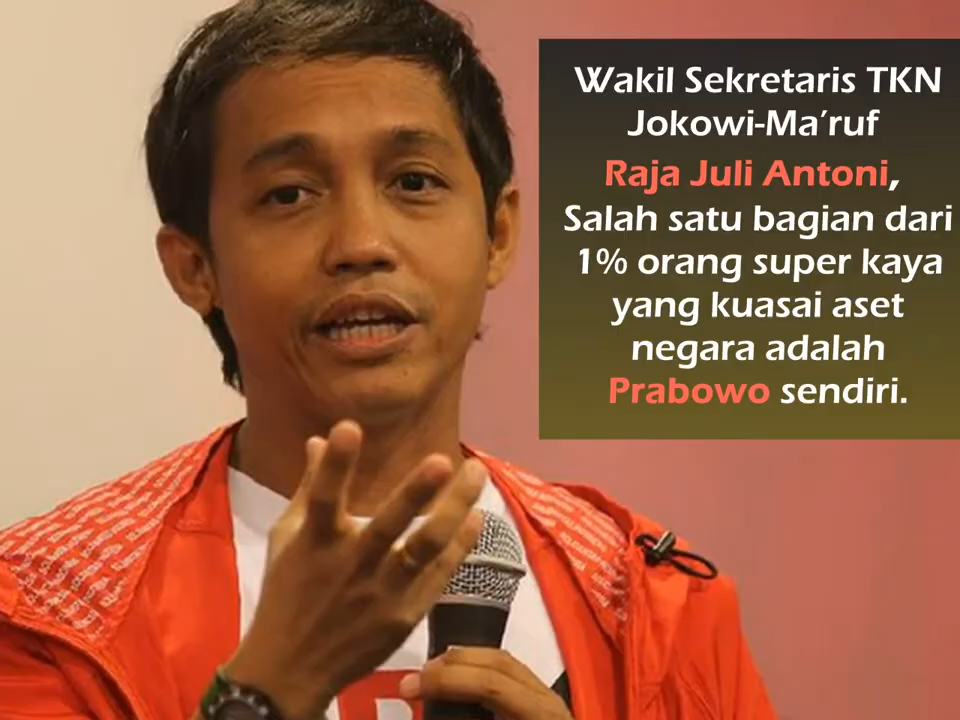 Wakil Sekretaris TKN
Jokowi-Ma'ruf
Raja Juli Antoni,
Salah satu bagian dari
1% orang super kaya
yang kuasai aset
negara adalah
Prabowo sendiri.